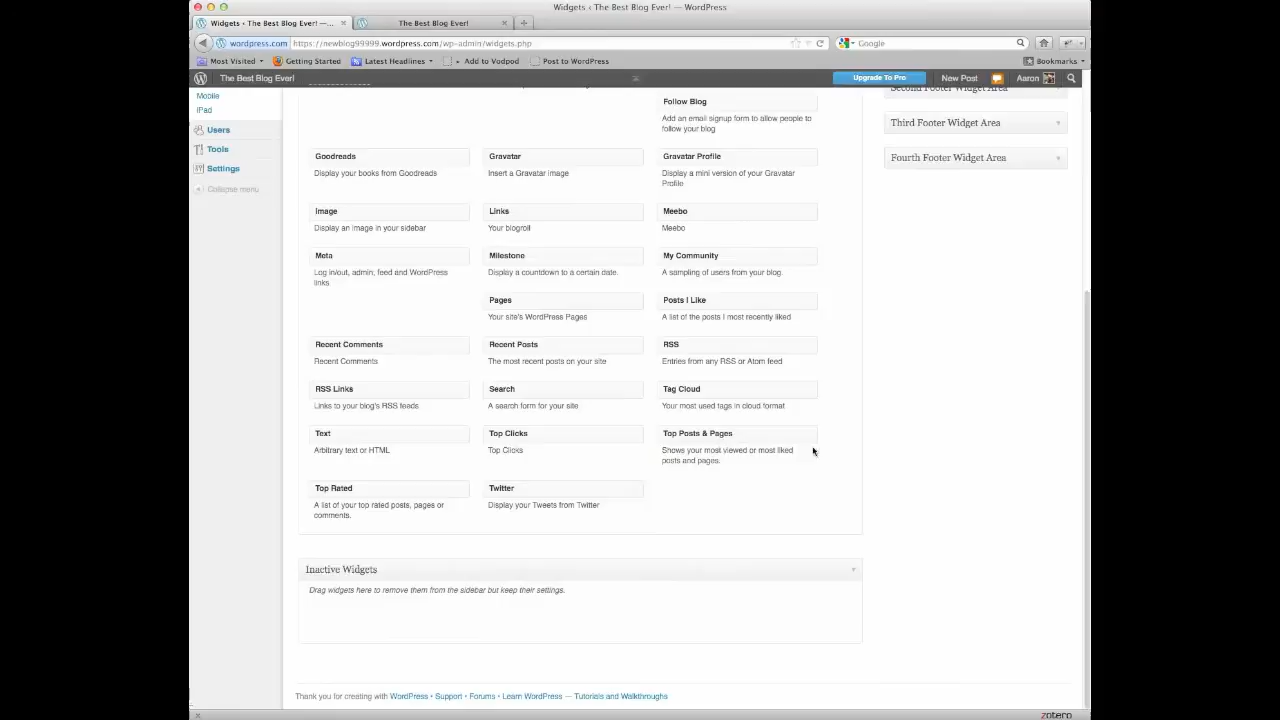 Widgets ‹ The Best Blog Ever! — WordPress
Widgets ‹ The Best Blog Ever! —...
The Best Blog Ever!
wordpress.com https://newblog99999.wordpress.com/wp-admin/widgets.php
Google
Most Visited
Getting Started
Latest Headlines
Add to Vodpod
Post to WordPress
Bookmarks
The Best Blog Ever!
Upgrade To Pro
New Post
Aaron
Mobile
iPad
Users
Tools
Settings
Collapse menu
Follow Blog
Add an email signup form to allow people to
follow your blog
Goodreads
Display your books from Goodreads
Gravatar
Insert a Gravatar image
Gravatar Profile
Display a mini version of your Gravatar
Profile
Image
Display an image in your sidebar
Links
Your blogroll
Meebo
Meebo
Meta
Log in/out, admin, feed and WordPress
links
Milestone
Display a countdown to a certain date.
My Community
A sampling of users from your blog.
Pages
Your site's WordPress Pages
Posts I Like
A list of the posts I most recently liked
Recent Comments
Recent Comments
Recent Posts
The most recent posts on your site
RSS
Entries from any RSS or Atom feed
RSS Links
Links to your blog's RSS feeds
Search
A search form for your site
Tag Cloud
Your most used tags in cloud format
Text
Arbitrary text or HTML
Top Clicks
Top Clicks
Top Posts & Pages
Shows your most viewed or most liked
posts and pages.
Top Rated
A list of your top rated posts, pages or
comments.
Twitter
Display your Tweets from Twitter
Second Footer Widget Area
Third Footer Widget Area
Fourth Footer Widget Area
Inactive Widgets
Drag widgets here to remove them from the sidebar but keep their settings.
Thank you for creating with WordPress • Support • Forums • Learn WordPress — Tutorials and Walkthroughs
zotero